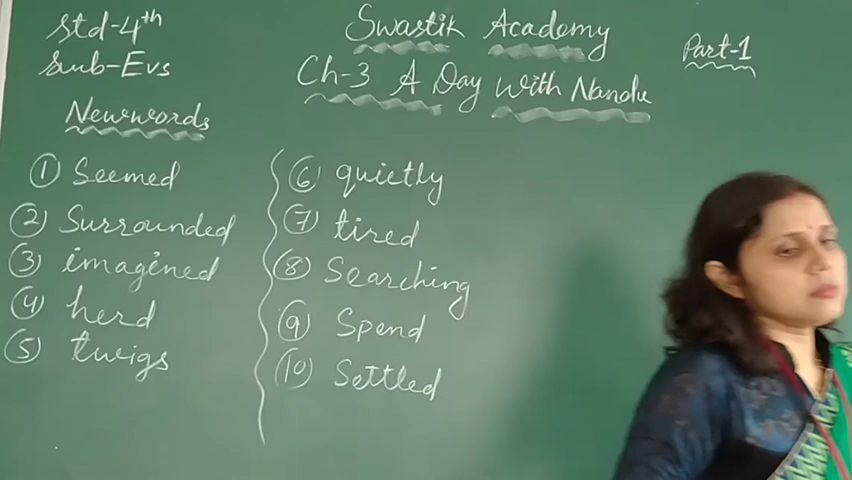 Std-4th
Sub-Evs
Swastik Academy
Ch-3 A Day With Nandu
Part-1
Newwords
① Seemed
② Surrounded
③ imagined
④ herd
⑤ twigs
⑥ quietly
⑦ tired
⑧ Searching
⑨ Spend
⑩ Settled